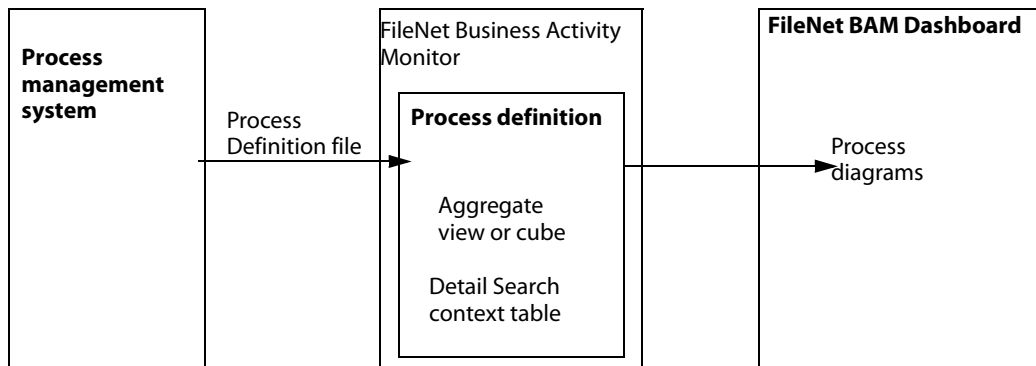 Process
management
system
Process
Definition file
FileNet Business Activity
Monitor
Process definition
Aggregate
view or cube
Detail Search
context table
FileNet BAM Dashboard
Process
diagrams